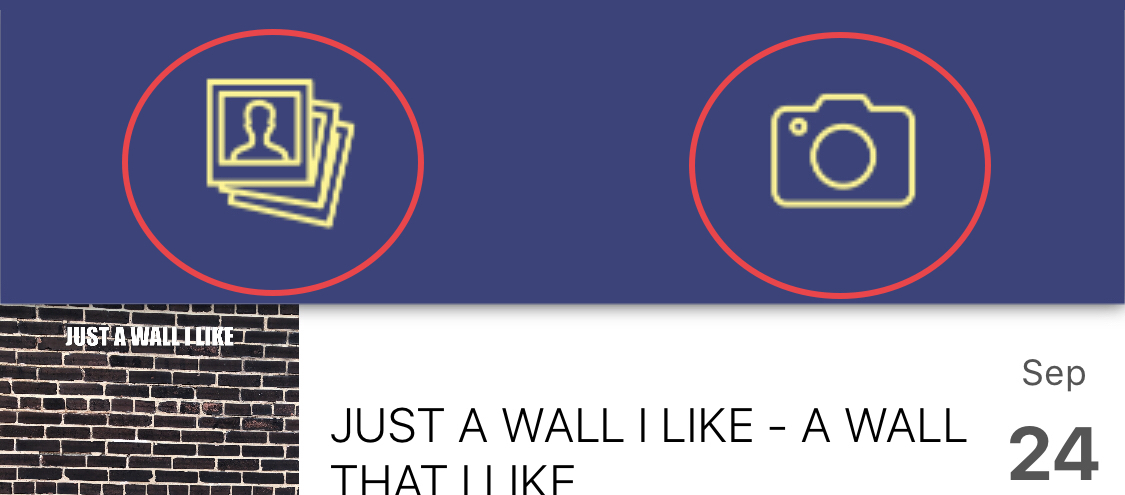 JUST A WALL I LIKE
Sep
JUST A WALL I LIKE - A WALL
24
THAT I LIKE